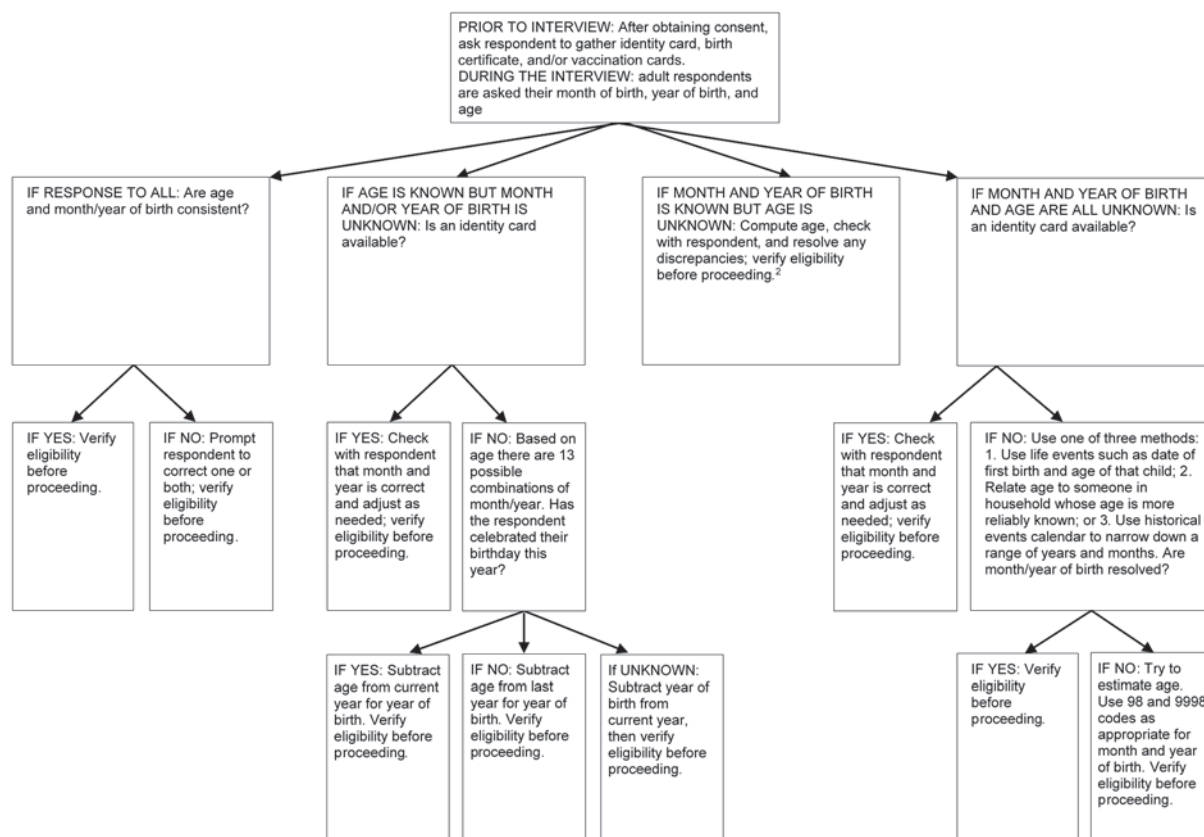 PRIOR TO INTERVIEW: After obtaining consent,
ask respondent to gather identity card, birth
certificate, and/or vaccination cards.
DURING THE INTERVIEW: adult respondents
are asked their month of birth, year of birth, and
age
IF RESPONSE TO ALL: Are age
and month/year of birth consistent?
IF AGE IS KNOWN BUT MONTH
AND/OR YEAR OF BIRTH IS
UNKNOWN: Is an identity card
available?
IF MONTH AND YEAR OF BIRTH
IS KNOWN BUT AGE IS
UNKNOWN: Compute age, check
with respondent, and resolve any
discrepancies; verify eligibility
before proceeding.2
IF MONTH AND YEAR OF BIRTH
AND AGE ARE ALL UNKNOWN: Is
an identity card available?
IF YES: Verify
eligibility
before
proceeding.
IF NO: Prompt
respondent to
correct one or
both; verify
eligibility
before
proceeding.
IF YES: Check
with respondent
that month and
year is correct
and adjust as
needed; verify
eligibility before
proceeding.
IF NO: Based on
age there are 13
possible
combinations of
month/year. Has
the respondent
celebrated their
birthday this
year?
IF YES: Check
with respondent
that month and
year is correct
and adjust as
needed; verify
eligibility before
proceeding.
IF NO: Use one of three methods:
1. Use life events such as date of
first birth and age of that child; 2.
Relate age to someone in
household whose age is more
reliably known; or 3. Use historical
events calendar to narrow down a
range of years and months. Are
month/year of birth resolved?
IF YES: Subtract
age from current
year for year of
birth. Verify
eligibility before
proceeding.
IF NO: Subtract
age from last
year for year of
birth. Verify
eligibility before
proceeding.
If UNKNOWN:
Subtract year of
birth from
current year,
then verify
eligibility before
proceeding.
IF YES: Verify
eligibility
before
proceeding.
IF NO: Try to
estimate age.
Use 98 and 9998
codes as
appropriate for
month and year
of birth. Verify
eligibility before
proceeding.